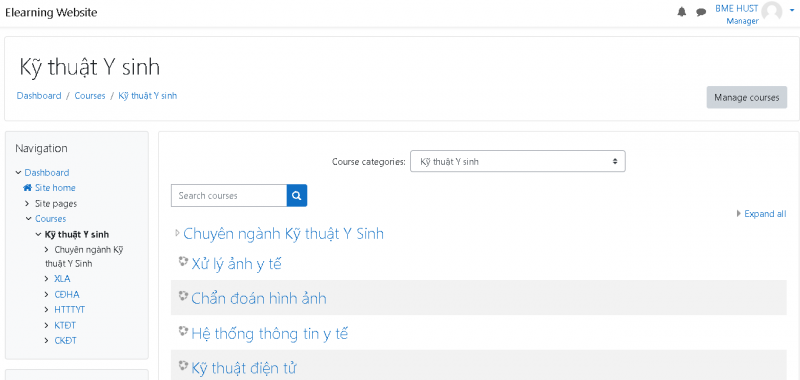 Elearning Website
BME HUST
Manager
Kỹ thuật Y sinh
Dashboard / Courses / Kỹ thuật Y sinh
Manage courses
Navigation
Dashboard
Site home
Site pages
Courses
Kỹ thuật Y sinh
Chuyên ngành Kỹ
thuật Y Sinh
XLA
CĐHA
HTTTYT
KTĐT
CKĐT
Course categories:
Kỹ thuật Y sinh
Search courses
Expand all
Chuyên ngành Kỹ thuật Y Sinh
Xử lý ảnh y tế
Chẩn đoán hình ảnh
Hệ thống thông tin y tế
Kỹ thuật điện tử